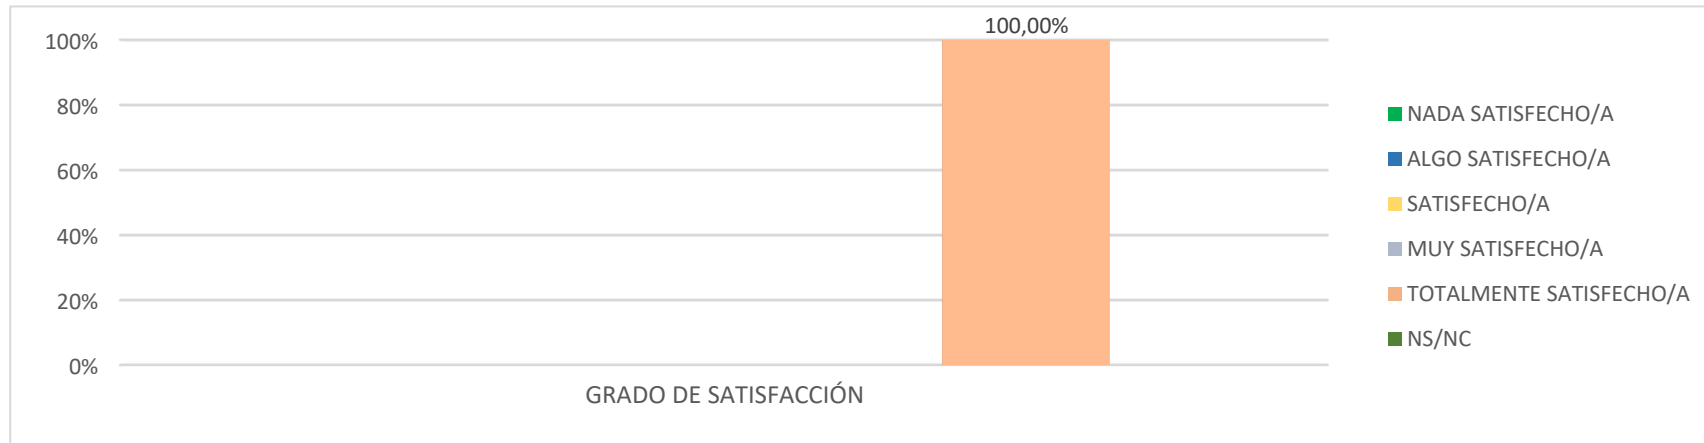 100,00%
100%
80%
60%
40%
20%
0%
GRADO DE SATISFACCIÓN
NADA SATISFECHO/A
ALGO SATISFECHO/A
SATISFECHO/A
MUY SATISFECHO/A
TOTALMENTE SATISFECHO/A
NS/NC